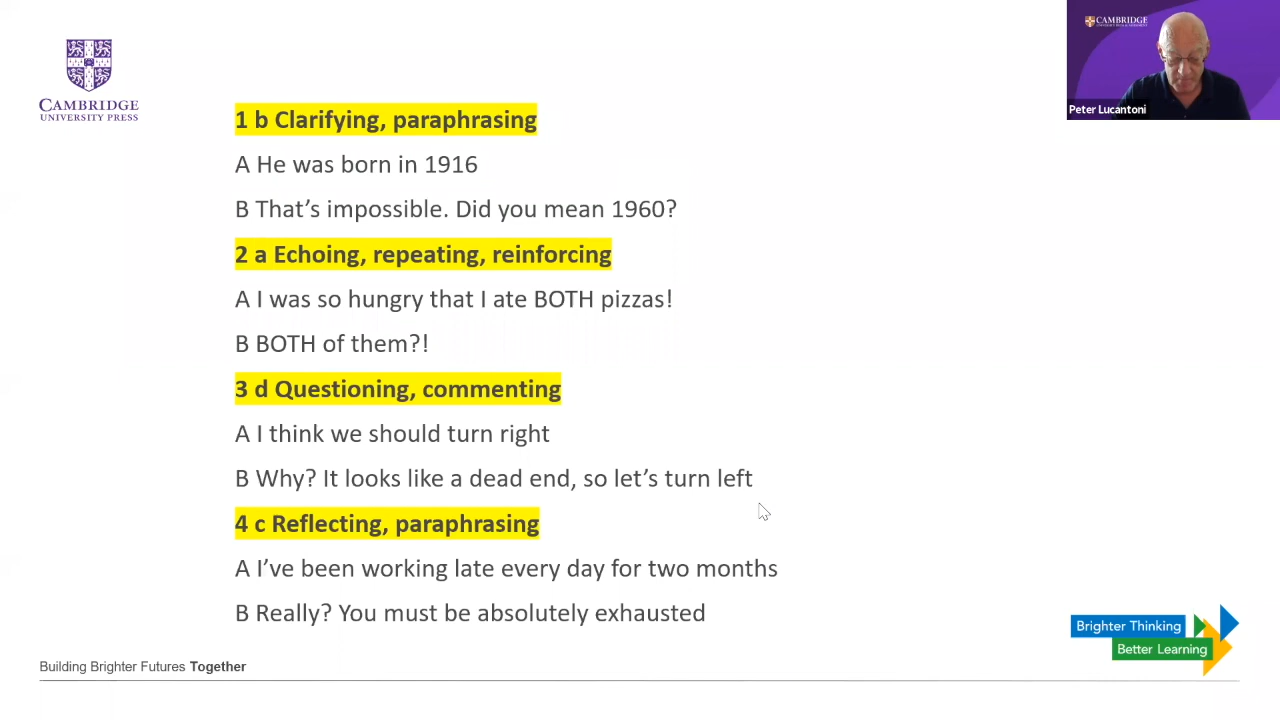 CAMBRIDGE
UNIVERSITY PRESS
1 b Clarifying, paraphrasing
A He was born in 1916
B That’s impossible. Did you mean 1960?
2 a Echoing, repeating, reinforcing
A I was so hungry that I ate BOTH pizzas!
B BOTH of them?!
3 d Questioning, commenting
A I think we should turn right
B Why? It looks like a dead end, so let’s turn left
4 c Reflecting, paraphrasing
A I’ve been working late every day for two months
B Really? You must be absolutely exhausted
CAMBRIDGE
Peter Lucantoni
Brighter Thinking
Better Learning
Building Brighter Futures Together